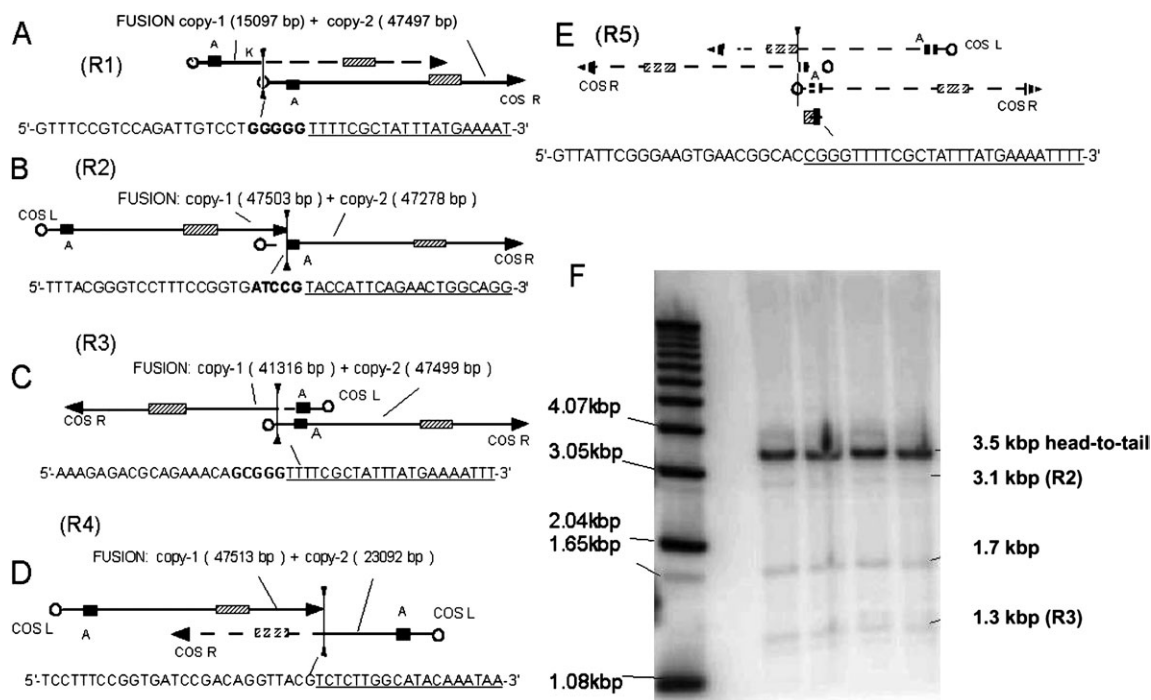 A
FUSION copy-1 (15097 bp) + copy-2 (47497 bp)
(R1)
A
K
A
COS R
5'-GTTTCCGTCCAGATTGTCCTGGGGGTTTTCGCTATTTATGAAAAT-3'
B
(R2)
FUSION: copy-1 ( 47503 bp ) + copy-2 ( 47278 bp )
COS L
A
A
COS R
5'-TTTACGGGTCCTTTCCGGTGATCCGTACCATTCAGAACTGGCAGG-3'
(R3)
C
FUSION: copy-1 ( 41316 bp ) + copy-2 ( 47499 bp )
A
COS L
COS R
A
COS R
5'-AAAGAGACGCAGAAACAGCGGGTTTTCGCTATTTATGAAAATTT-3'
(R4)
D
FUSION: copy-1 ( 47513 bp ) + copy-2 ( 23092 bp )
COS L
A
A
COS L
COS R
5'-TCCTTTCCGGTGATCCGACAGGTTACGTCTCTTGGCATACAAATAA-3'
E
(R5)
A
COS L
COS R
A
COS R
5'-GTTATTCGGGAAGTGAACGGCACCGGGTTTTCGCTATTTATGAAAATTTT-3'
F
4.07kbp
3.05kbp
2.04kbp
1.65kbp
1.08kbp
3.5 kbp head-to-tail
3.1 kbp (R2)
1.7 kbp
1.3 kbp (R3)